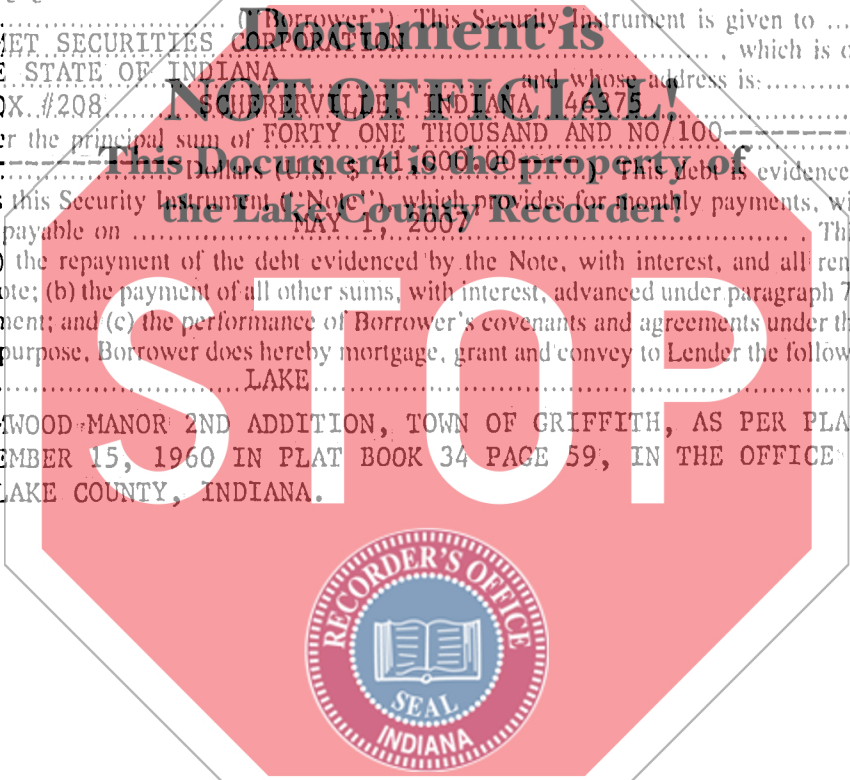 ("Borrower"). This Security Instrument is given to
MET SECURITIES CORPORATION , which is
STATE OF INDIANA and whose address is:
#208 SCHERERVILLE, INDIANA 46375
the principal sum of FORTY ONE THOUSAND AND NO/100
Dollars (U.S. $ 41,000.00 ). This debt is evidence
this Security Instrument ("Note"), which provides for monthly payments, wi
payable on MAY 1, 2007 . Thi
the repayment of the debt evidenced by the Note, with interest, and all ren
ote; (b) the payment of all other sums, with interest, advanced under paragraph 7
ment; and (c) the performance of Borrower's covenants and agreements under th
purpose, Borrower does hereby mortgage, grant and convey to Lender the follow
LAKE
MWOOD MANOR 2ND ADDITION, TOWN OF GRIFFITH, AS PER PLA
EMBER 15, 1960 IN PLAT BOOK 34 PAGE 59, IN THE OFFICE
LAKE COUNTY, INDIANA.
Document is
NOT OFFICIAL!
This Document is the property of
the Lake County Recorder!
STOP
RECORDER'S OFFICE
SEAL
INDIANA